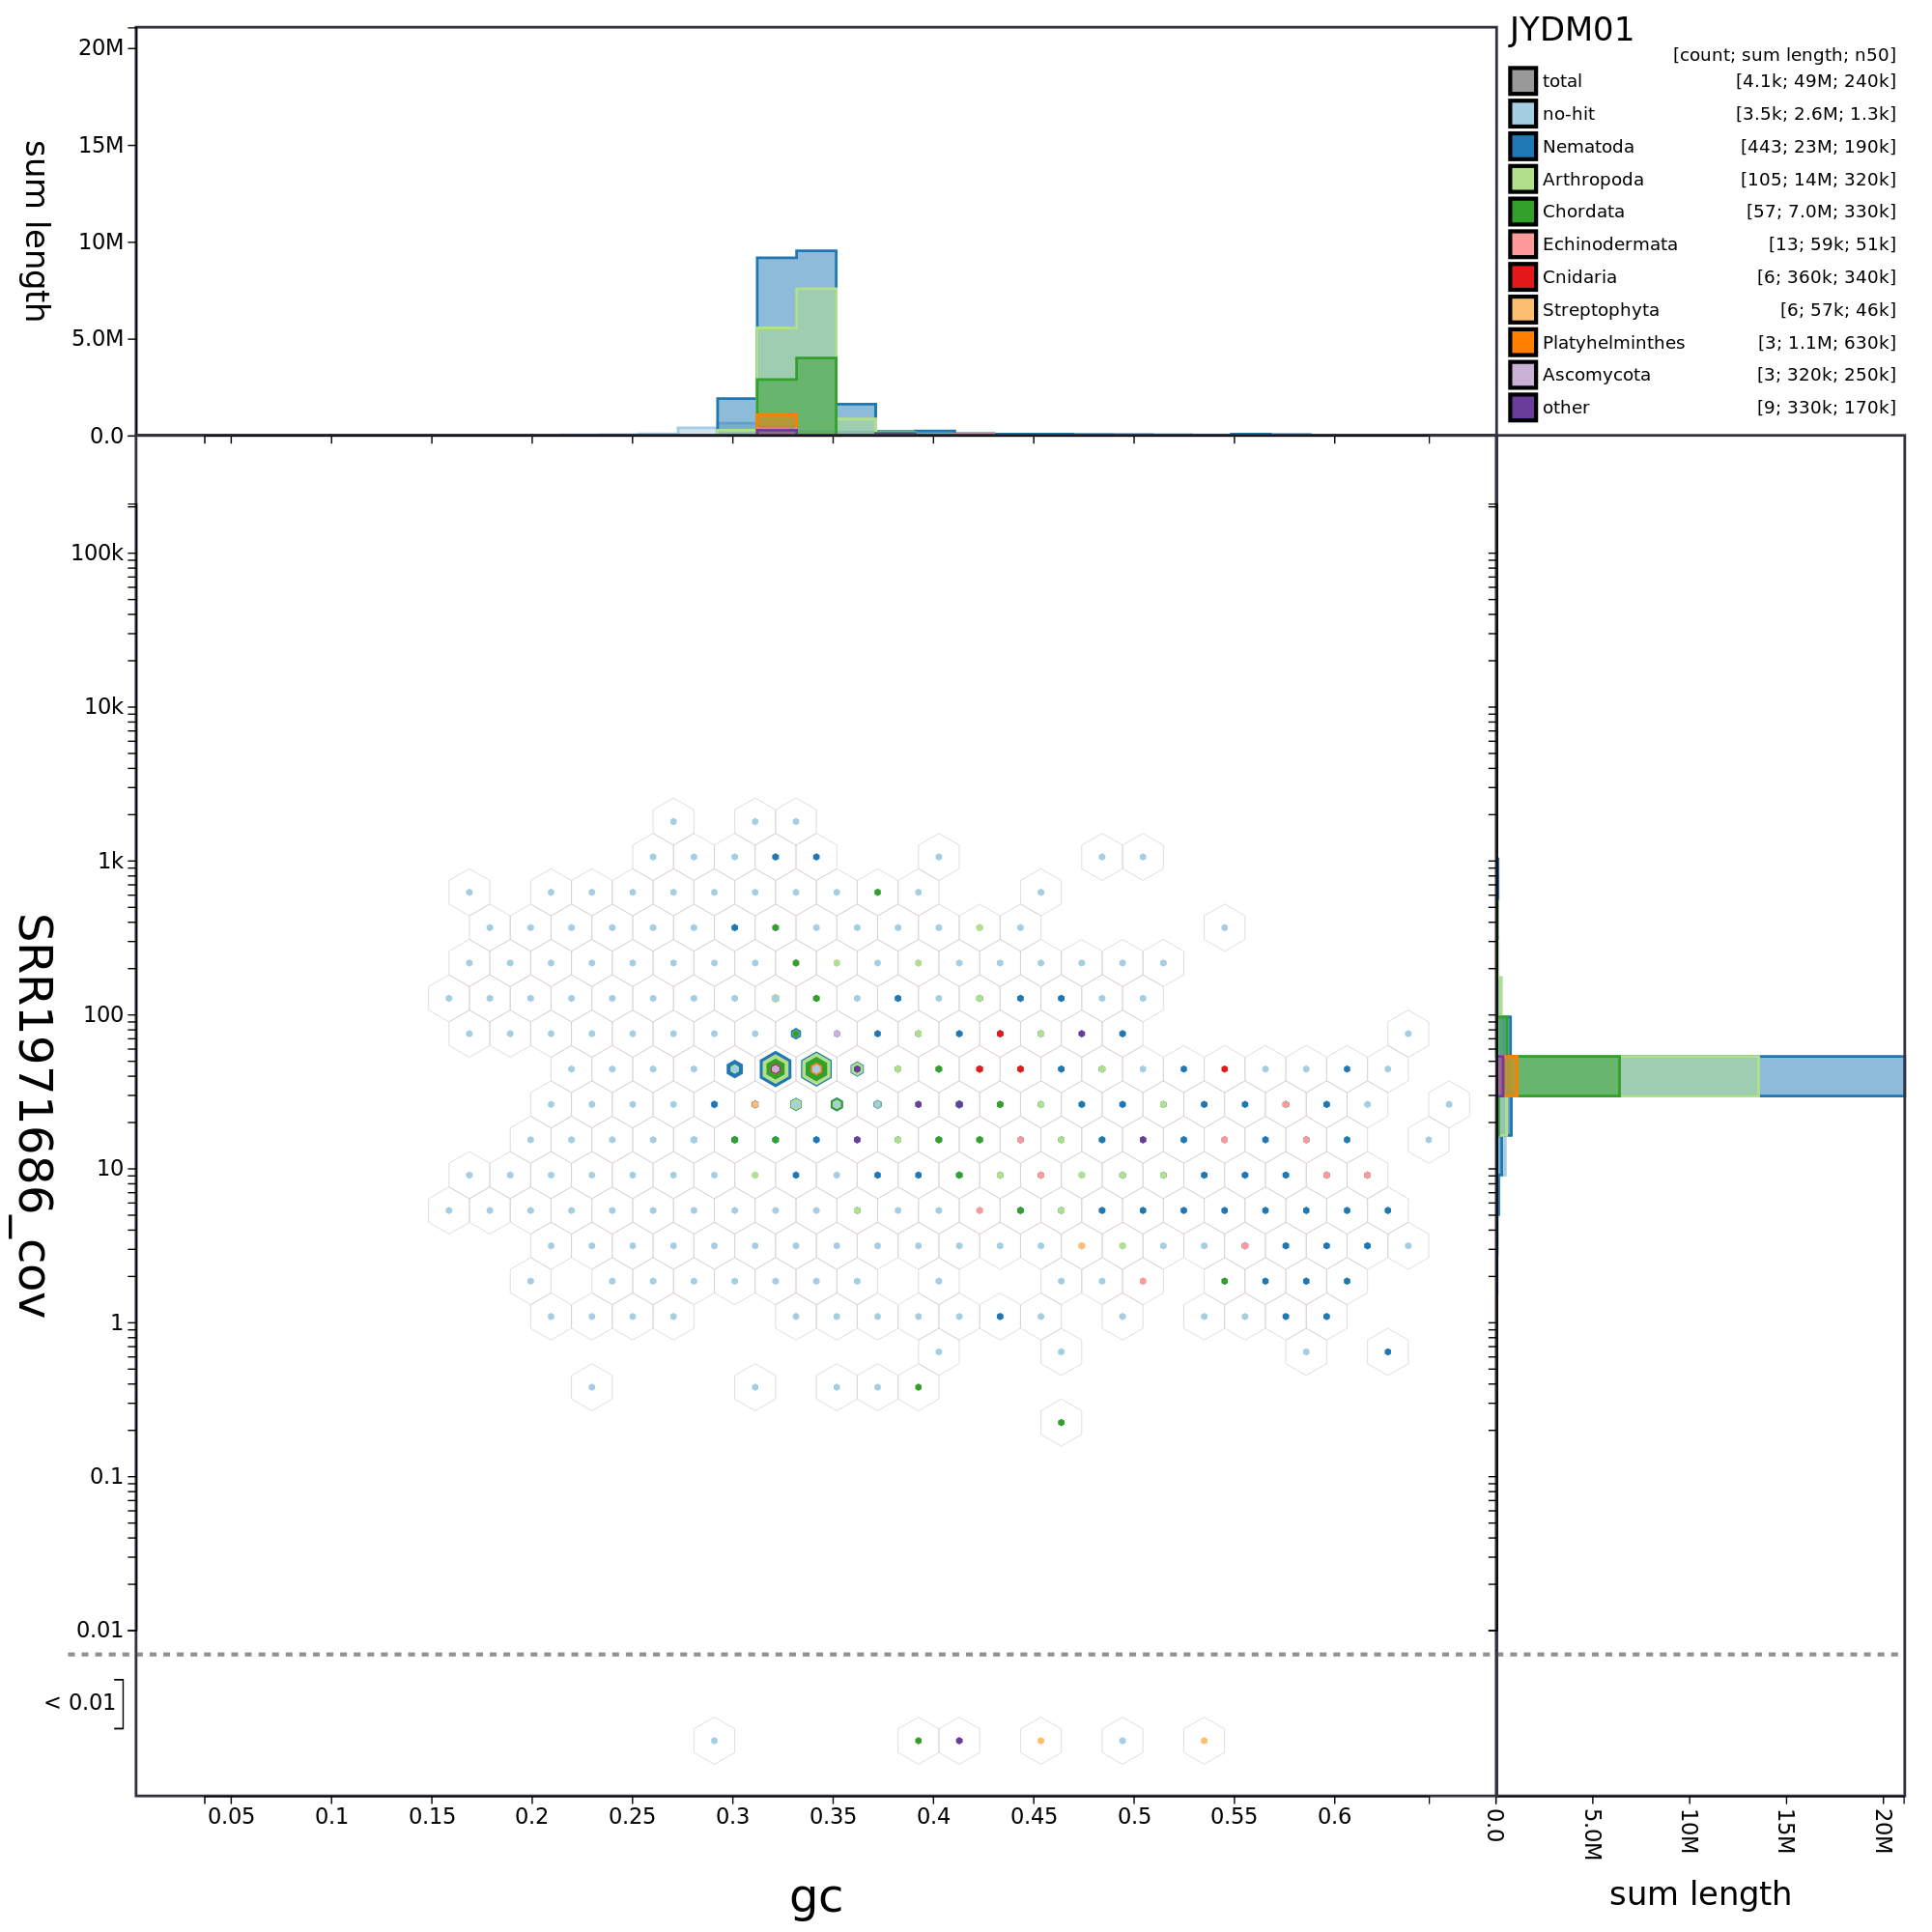 JYDM01
[count; sum length; n50]
total [4.1k; 49M; 240k]
no-hit [3.5k; 2.6M; 1.3k]
Nematoda [443; 23M; 190k]
Arthropoda [105; 14M; 320k]
Chordata [57; 7.0M; 330k]
Echinodermata [13; 59k; 51k]
Cnidaria [6; 360k; 340k]
Streptophyta [6; 57k; 46k]
Platyhelminthes [3; 1.1M; 630k]
Ascomycota [3; 320k; 250k]
other [9; 330k; 170k]
sum length
20M
15M
10M
5.0M
0.0
SRR1971686_cov
100k
10k
1k
100
10
1
0.1
0.01
< 0.01
0.05 0.1 0.15 0.2 0.25 0.3 0.35 0.4 0.45 0.5 0.55 0.6
gc
0.0 5.0M 10M 15M 20M
sum length